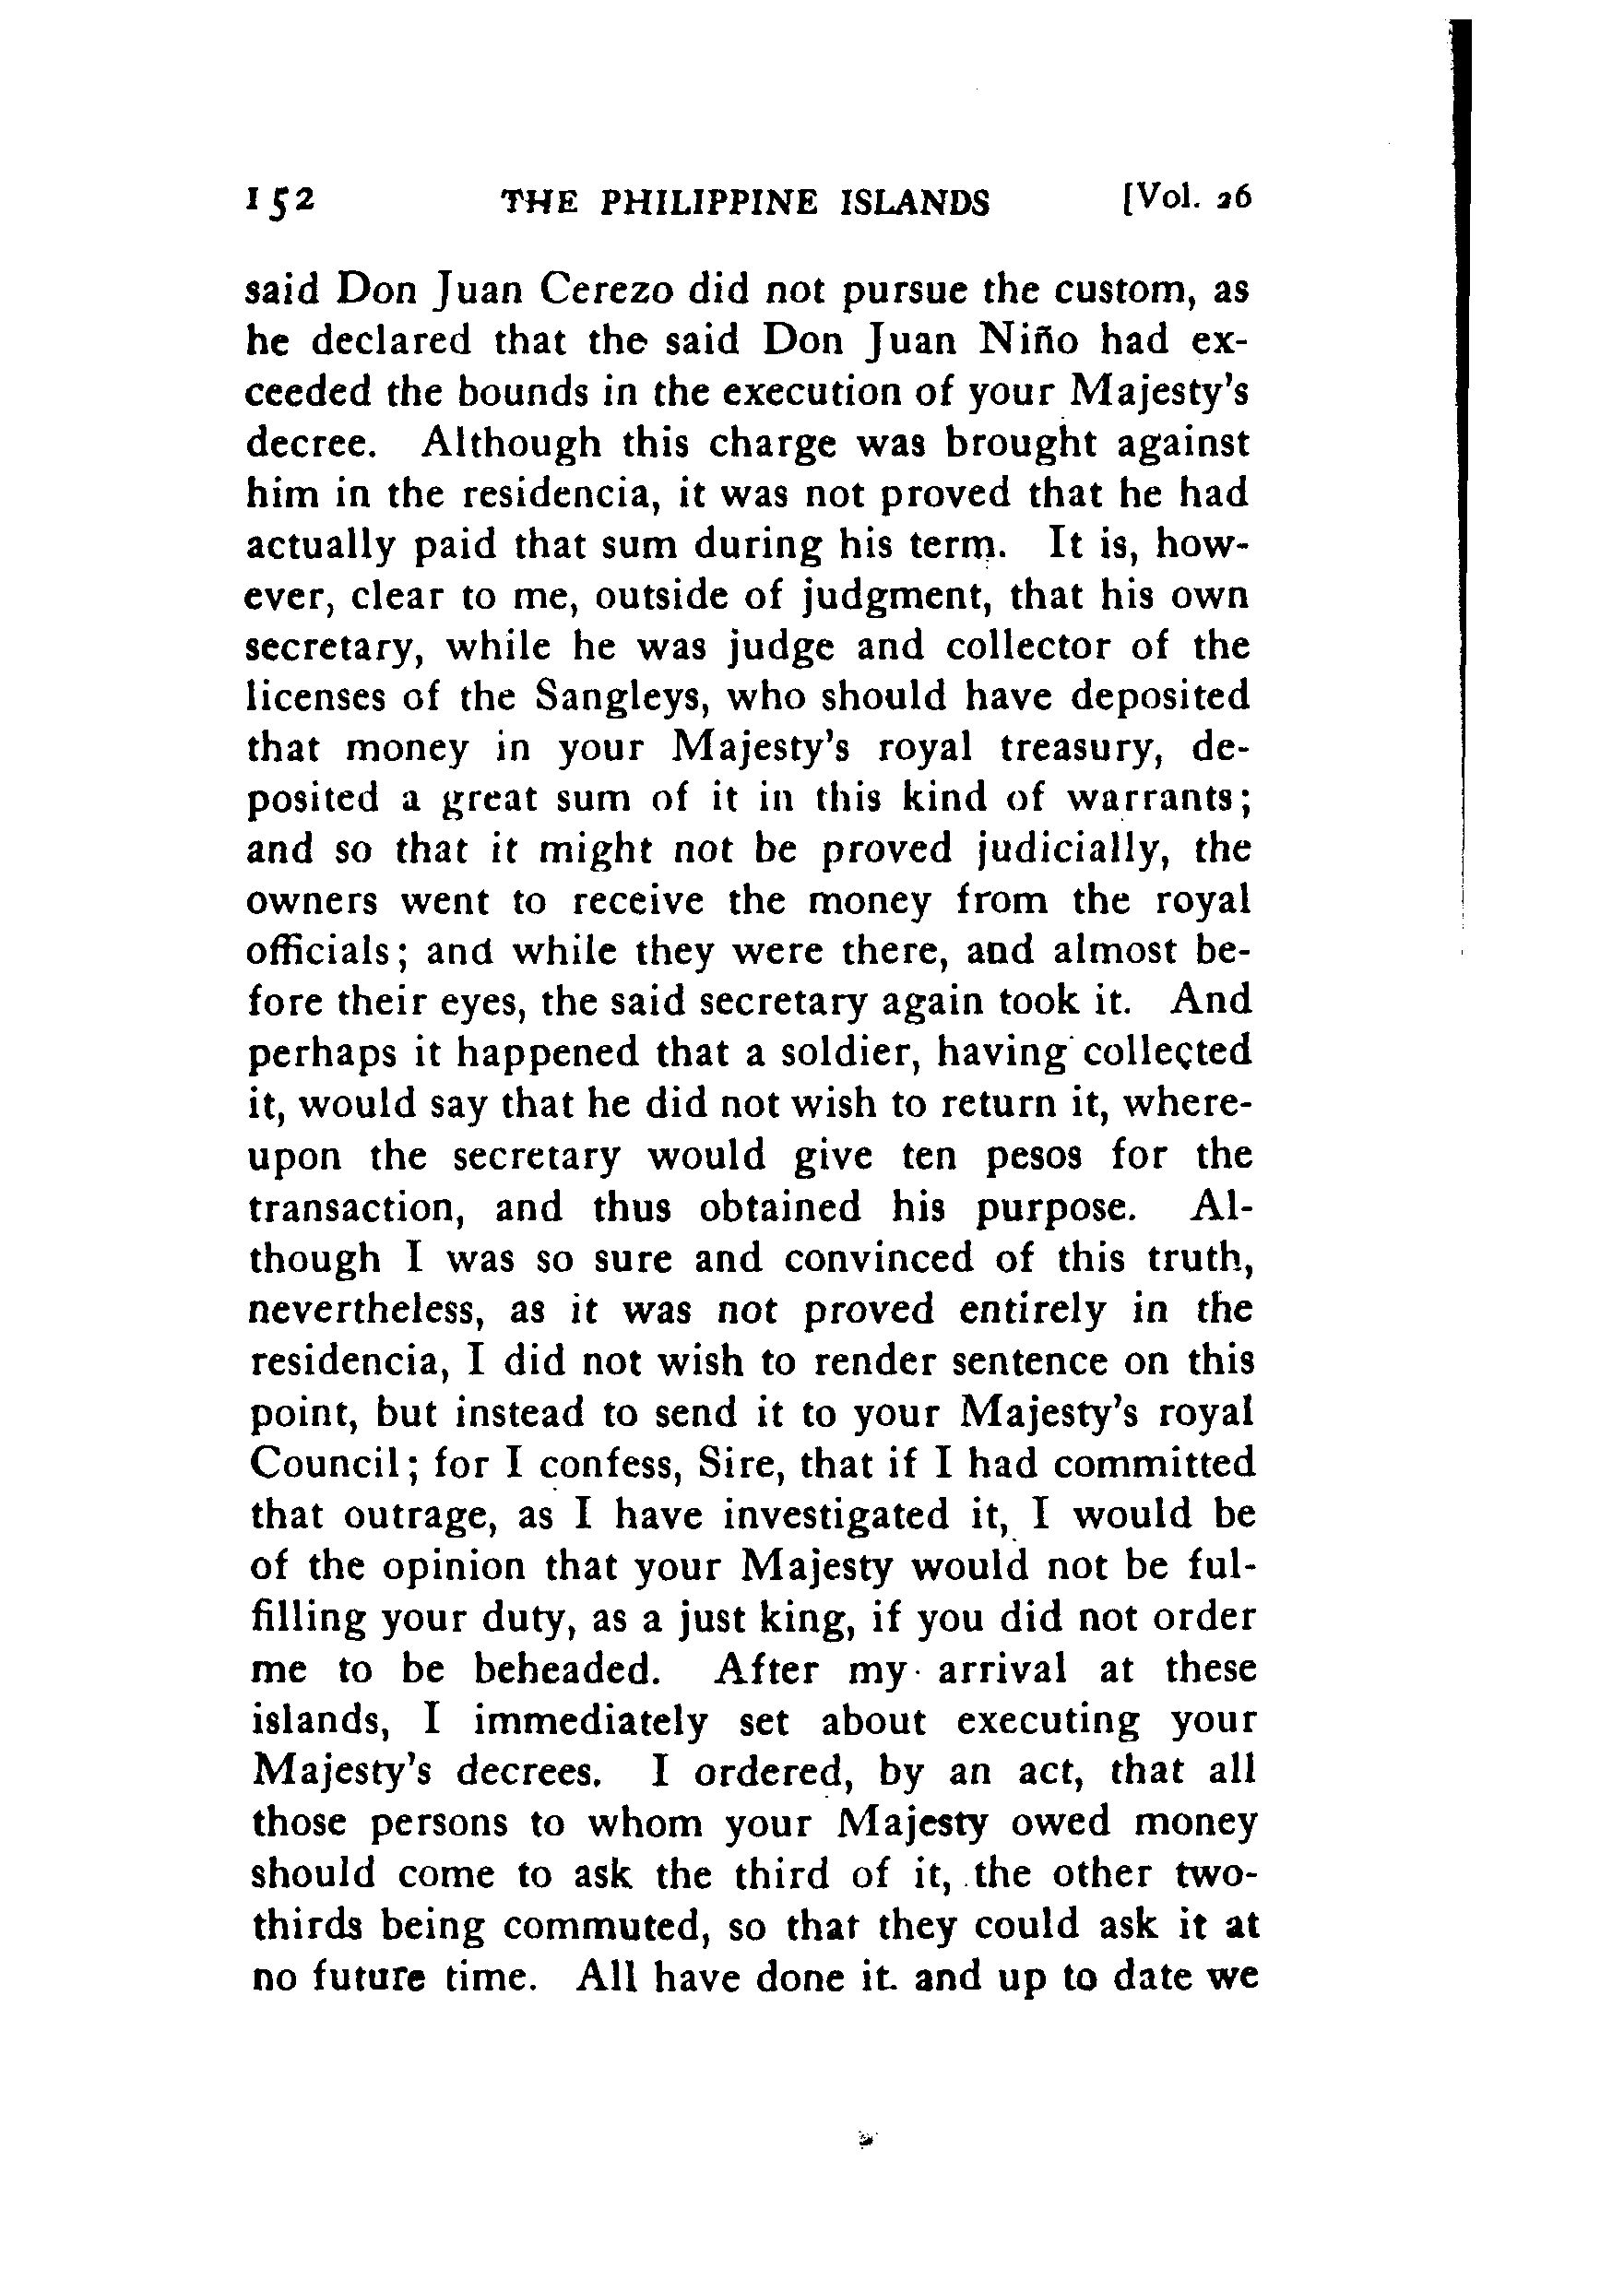 152 THE PHILIPPINE ISLANDS [Vol. 26
said Don Juan Cerezo did not pursue the custom, as
he declared that the said Don Juan Niño had ex-
ceeded the bounds in the execution of your Majesty's
decree. Although this charge was brought against
him in the residencia, it was not proved that he had
actually paid that sum during his term. It is, how-
ever, clear to me, outside of judgment, that his own
secretary, while he was judge and collector of the
licenses of the Sangleys, who should have deposited
that money in your Majesty's royal treasury, de-
posited a great sum of it in this kind of warrants;
and so that it might not be proved judicially, the
owners went to receive the money from the royal
officials; and while they were there, and almost be-
fore their eyes, the said secretary again took it. And
perhaps it happened that a soldier, having collected
it, would say that he did not wish to return it, where-
upon the secretary would give ten pesos for the
transaction, and thus obtained his purpose. Al-
though I was so sure and convinced of this truth,
nevertheless, as it was not proved entirely in the
residencia, I did not wish to render sentence on this
point, but instead to send it to your Majesty's royal
Council; for I confess, Sire, that if I had committed
that outrage, as I have investigated it, I would be
of the opinion that your Majesty would not be ful-
filling your duty, as a just king, if you did not order
me to be beheaded. After my arrival at these
islands, I immediately set about executing your
Majesty's decrees. I ordered, by an act, that all
those persons to whom your Majesty owed money
should come to ask the third of it, the other two-
thirds being commuted, so that they could ask it at
no future time. All have done it. and up to date we